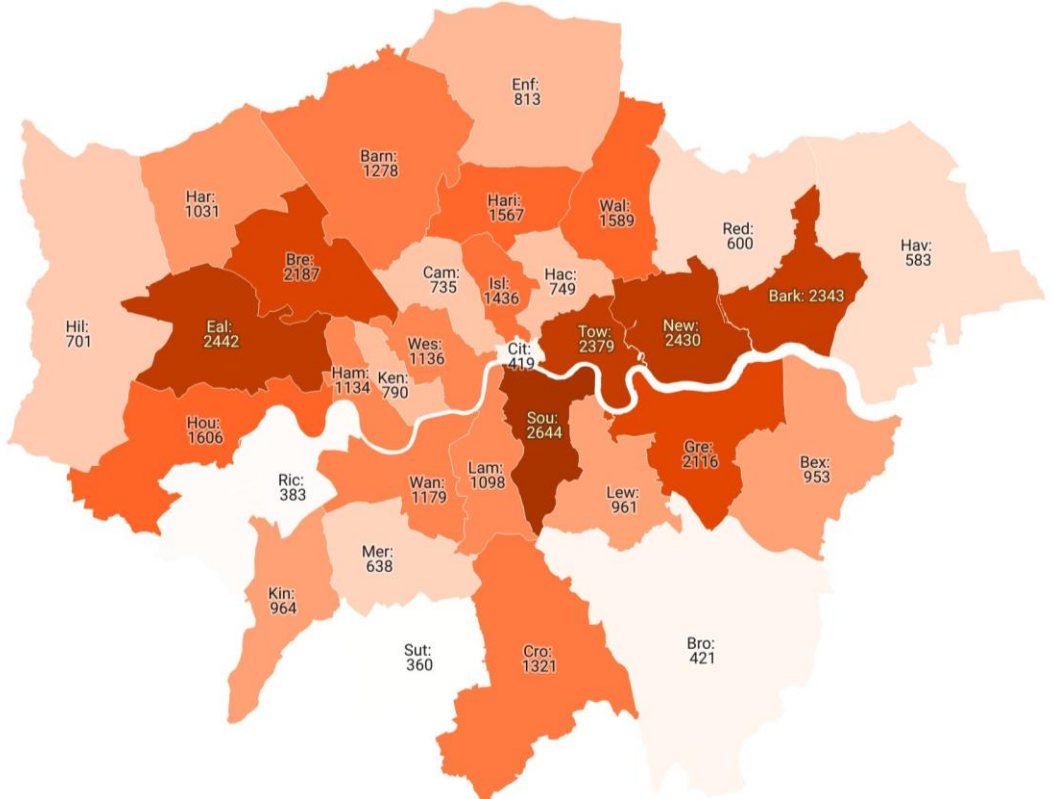 Enf:
813
Barn:
1278
Har:
1031
Hari:
1567
Wal:
1589
Red:
600
Hav:
583
Bre:
2187
Cam:
735
Isl:
1436
Hac:
749
Bark: 2343
Hil:
701
Eal:
2442
Wes:
1136
Cit:
419
Tow:
2379
New:
2430
Ham:
1134
Ken:
790
Hou:
1606
Sou:
2644
Gre:
2116
Bex:
953
Ric:
383
Wan:
1179
Lam:
1098
Lew:
961
Mer:
638
Kin:
964
Sut:
360
Cro:
1321
Bro:
421